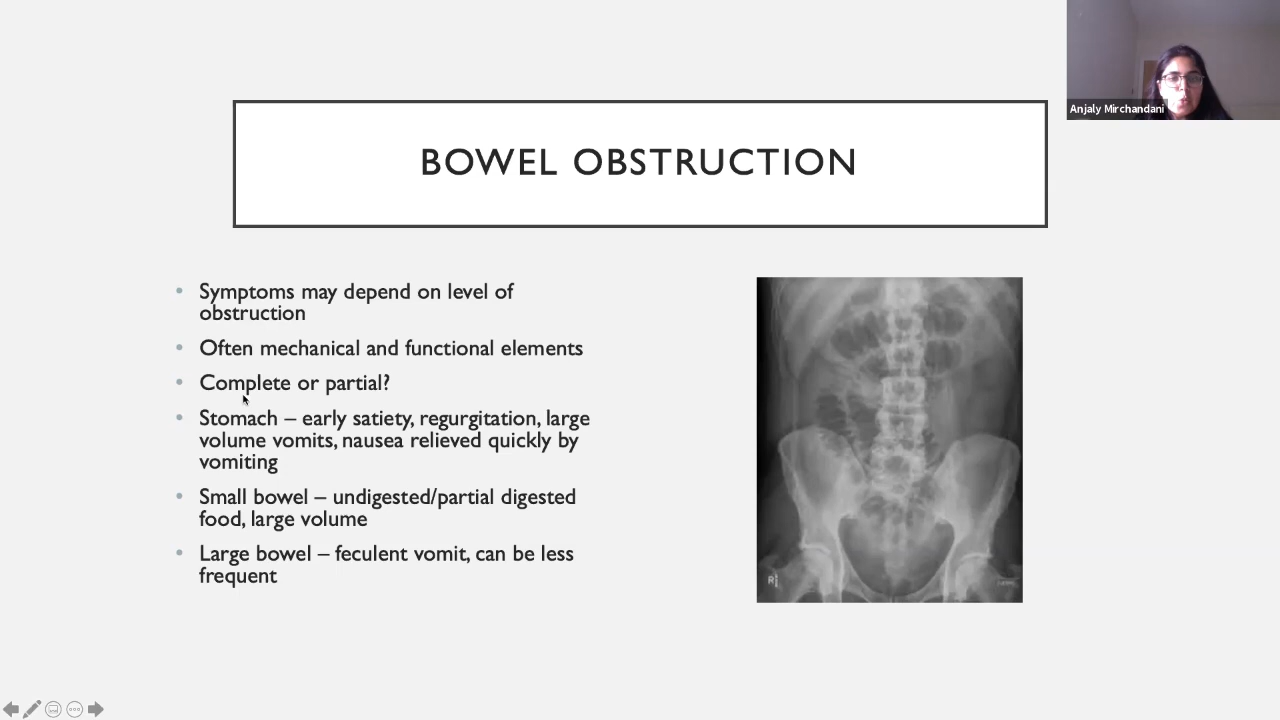 Anjaly Mirchandani
BOWEL OBSTRUCTION
• Symptoms may depend on level of
obstruction
• Often mechanical and functional elements
• Complete or partial?
• Stomach – early satiety, regurgitation, large
volume vomits, nausea relieved quickly by
vomiting
• Small bowel – undigested/partial digested
food, large volume
• Large bowel – feculent vomit, can be less
frequent